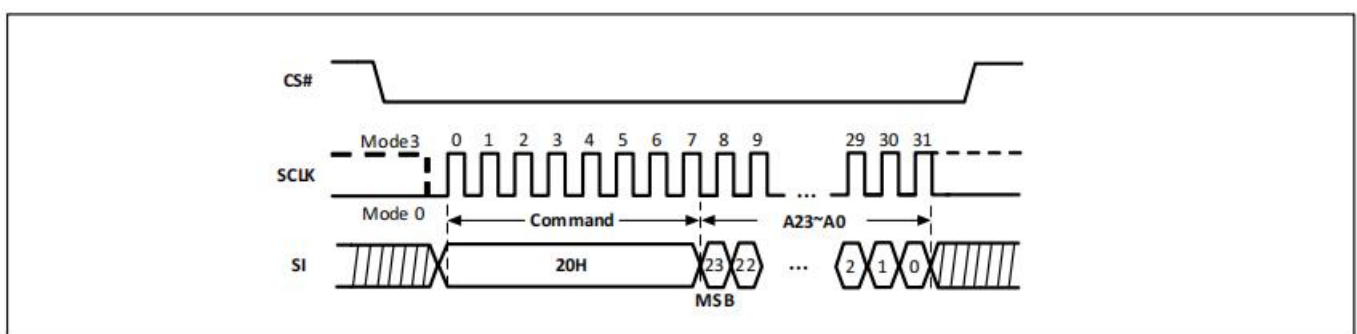 CS#
Mode3 0 1 2 3 4 5 6 7 8 9 29 30 31
SCLK ...
Mode 0 Command A23~A0
SI 20H 23 22 ... 2 1 0
MSB